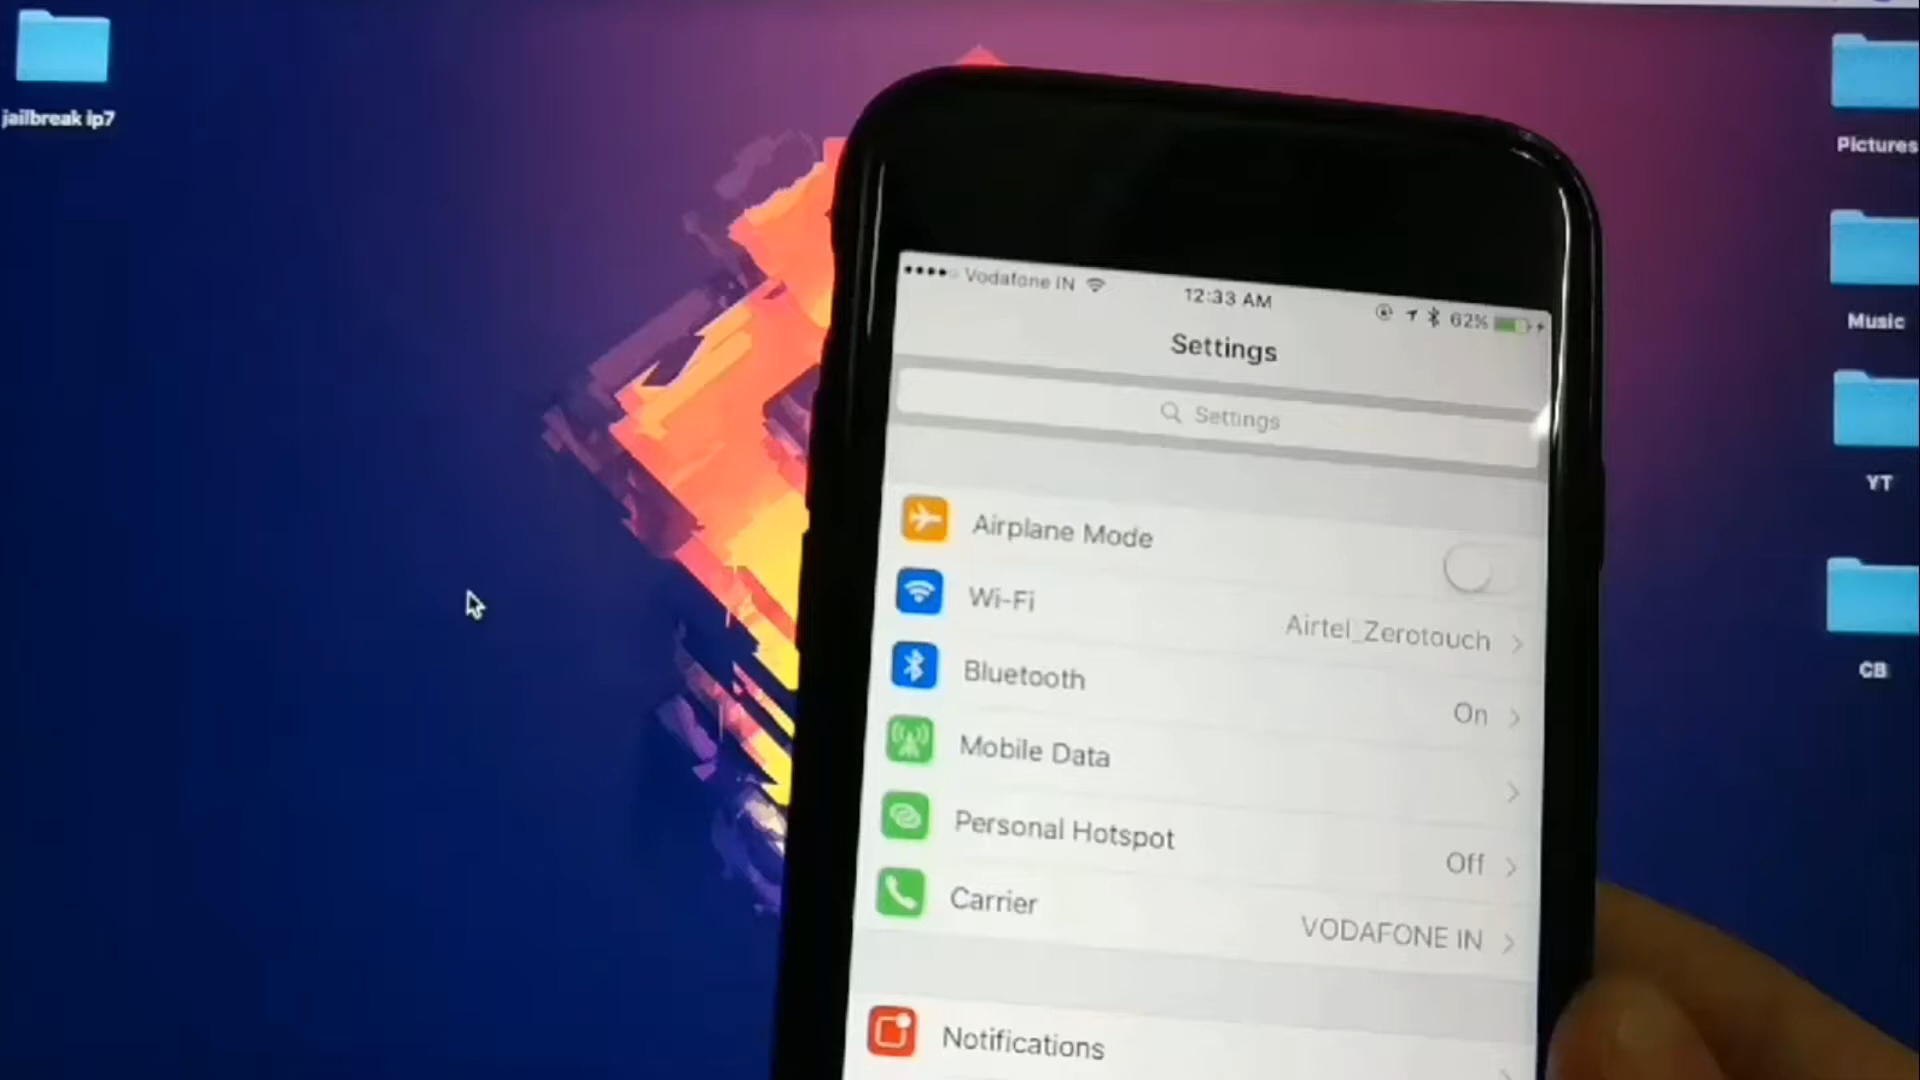 jailbreak ip7
Pictures
Music
YT
CB
Vodafone IN
12:33 AM
62%
Settings
Settings
Airplane Mode
Wi-Fi
Airtel_Zerotouch
Bluetooth
On
Mobile Data
Personal Hotspot
Off
Carrier
VODAFONE IN
Notifications